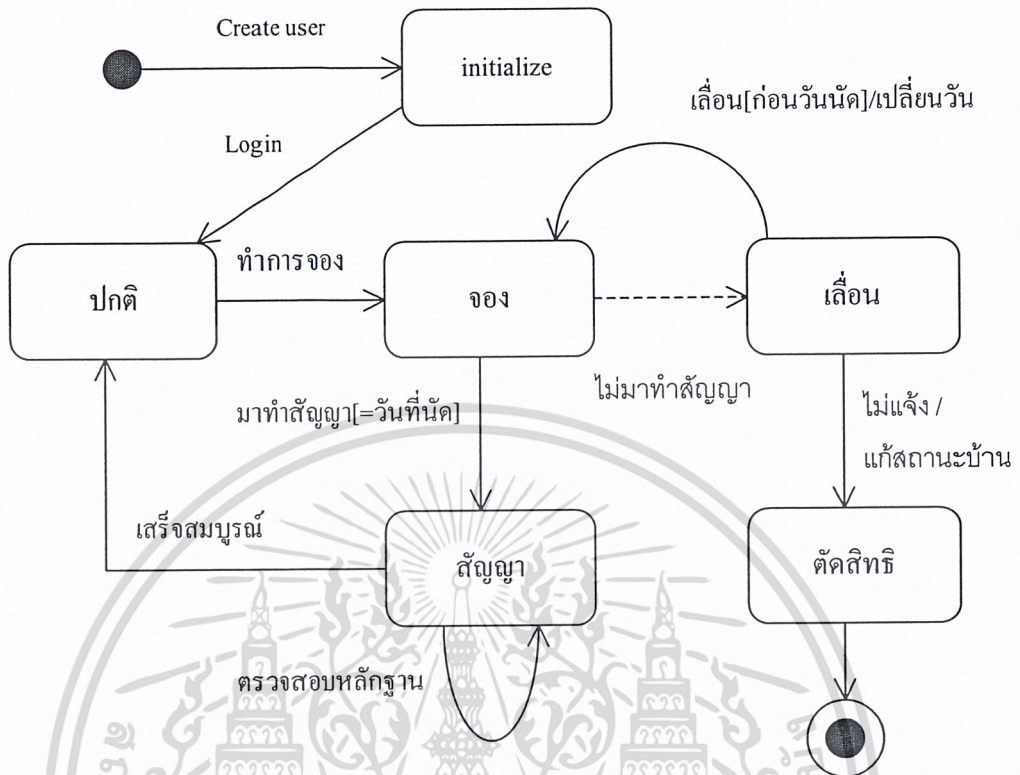 Create user
initialize
เลื่อน[ก่อนวันนัด]/เปลี่ยนวัน
Login
ทำการจอง
ปกติ
จอง
เลื่อน
ไม่มาทำสัญญา
มาทำสัญญา[=วันที่นัด]
ไม่แจ้ง /
แก้สถานะบ้าน
เสร็จสมบูรณ์
สัญญา
ตัดสิทธิ
ตรวจสอบหลักฐาน